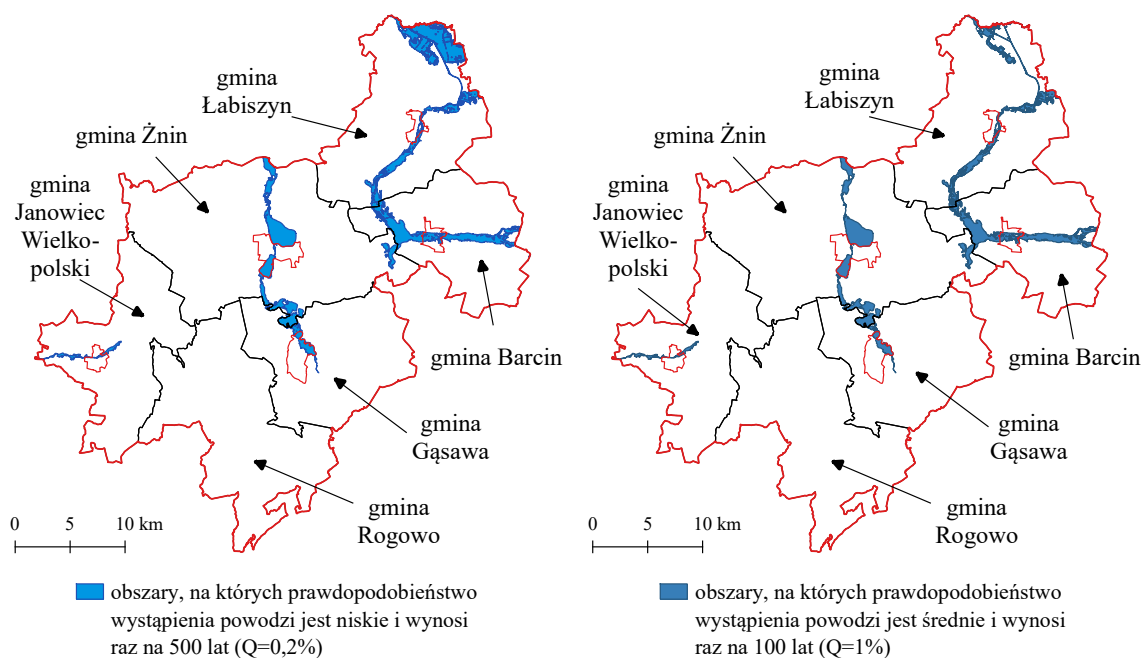 gmina
Łabiszyn
gmina Żnin
gmina
Janowiec
Wielko-
polski
gmina Barcin
gmina
Gąsawa
gmina
Rogowo
0 5 10 km
obszary, na których prawdopodobieństwo
wystąpienia powodzi jest niskie i wynosi
raz na 500 lat (Q=0,2%)
gmina
Łabiszyn
gmina Żnin
gmina
Janowiec
Wielko-
polski
gmina Barcin
gmina
Gąsawa
gmina
Rogowo
0 5 10 km
obszary, na których prawdopodobieństwo
wystąpienia powodzi jest średnie i wynosi
raz na 100 lat (Q=1%)